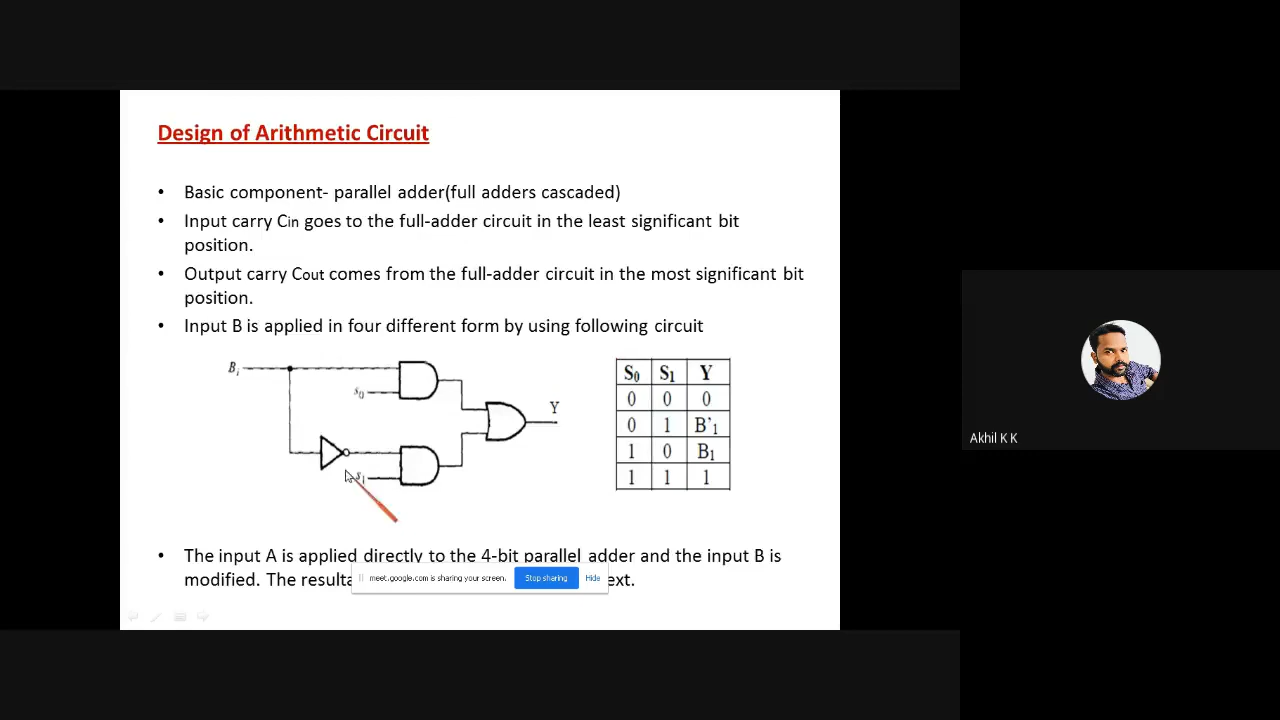 Design of Arithmetic Circuit
• Basic component- parallel adder(full adders cascaded)
• Input carry Cin goes to the full-adder circuit in the least significant bit
position.
• Output carry Cout comes from the full-adder circuit in the most significant bit
position.
• Input B is applied in four different form by using following circuit
Bi
s0
s1
Y
S0 S1 Y
0 0 0
0 1 B'1
1 0 B1
1 1 1
• The input A is applied directly to the 4-bit parallel adder and the input B is
modified. The resulta ext.
meet.google.com is sharing your screen. Stop sharing Hide
Akhil K K